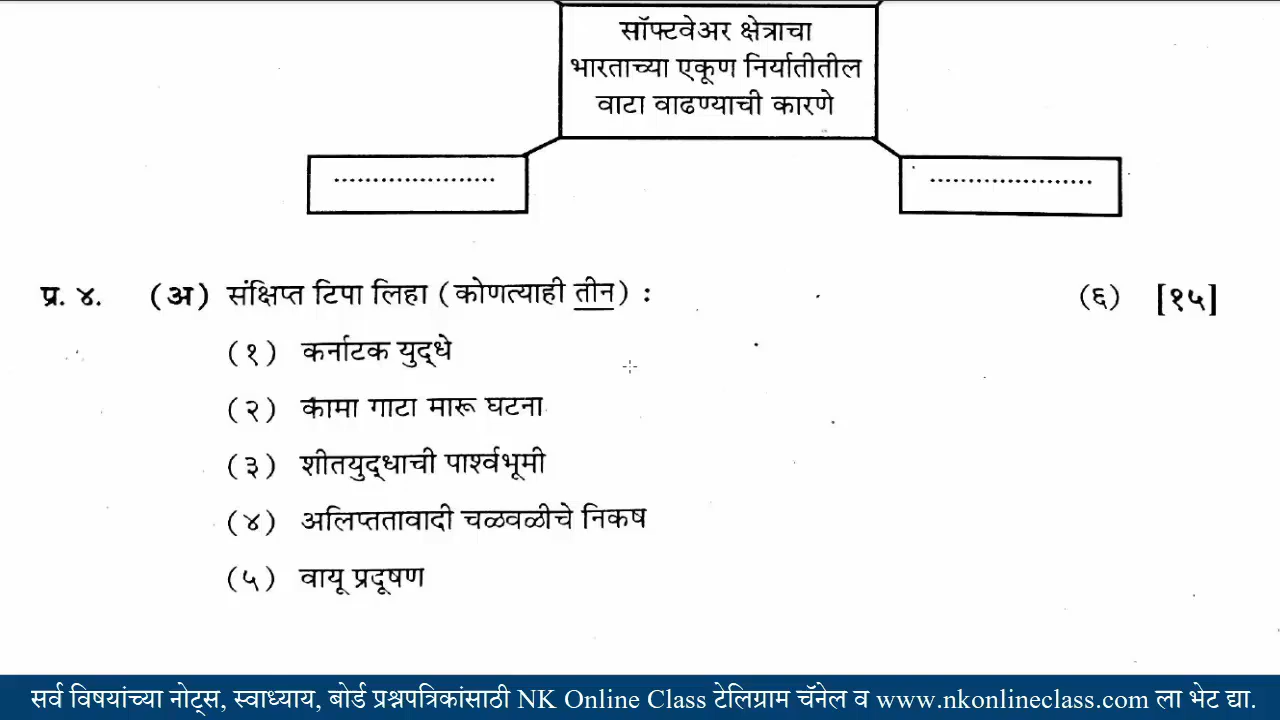 सॉफ्टवेअर क्षेत्राचा
भारताच्या एकूण निर्यातीतील
वाटा वाढण्याची कारणे
..................... .....................
प्र. ४. (अ) संक्षिप्त टिपा लिहा (कोणत्याही तीन) : (६) [१५]
(१) कर्नाटक युद्धे
(२) कामा गाटा मारू घटना
(३) शीतयुद्धाची पार्श्वभूमी
(४) अलिप्ततावादी चळवळीचे निकष
(५) वायू प्रदूषण
सर्व विषयांच्या नोट्स, स्वाध्याय, बोर्ड प्रश्नपत्रिकांसाठी NK Online Class टेलिग्राम चॅनेल व www.nkonlineclass.com ला भेट द्या.